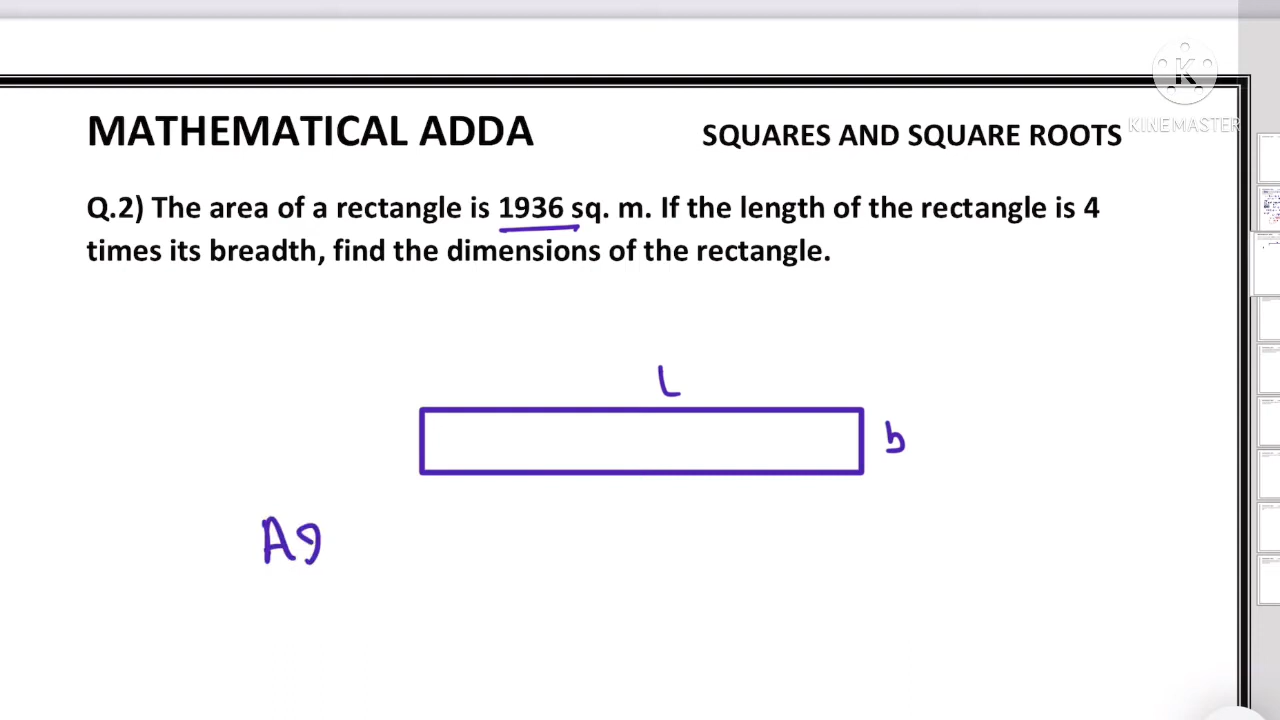 MATHEMATICAL ADDA SQUARES AND SQUARE ROOTS
KINEMASTER
Q.2) The area of a rectangle is 1936 sq. m. If the length of the rectangle is 4
times its breadth, find the dimensions of the rectangle.
L
b